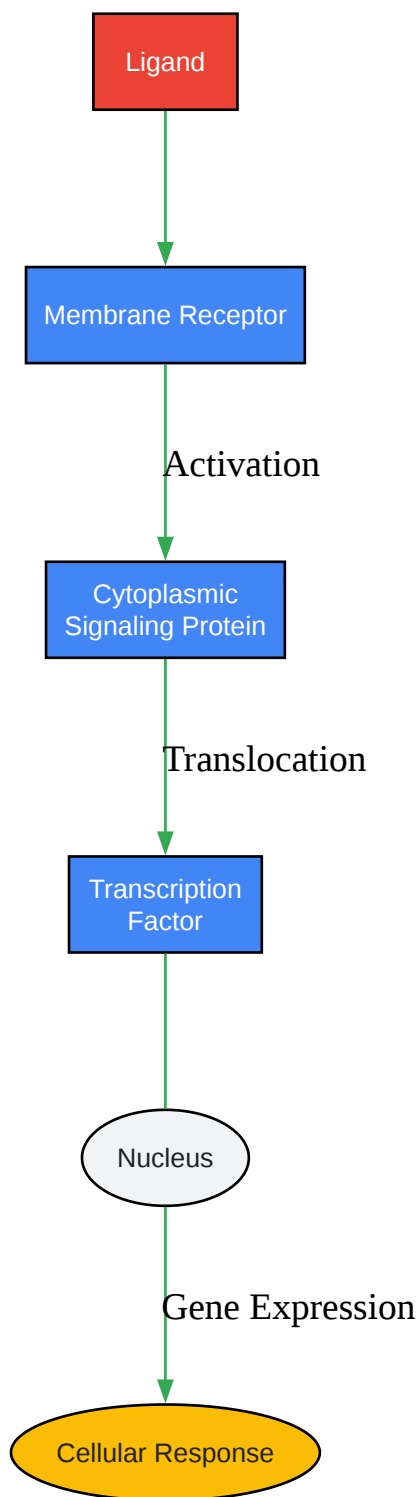 Ligand
Membrane Receptor
Activation
Cytoplasmic
Signaling Protein
Translocation
Transcription
Factor
Nucleus
Gene Expression
Cellular Response